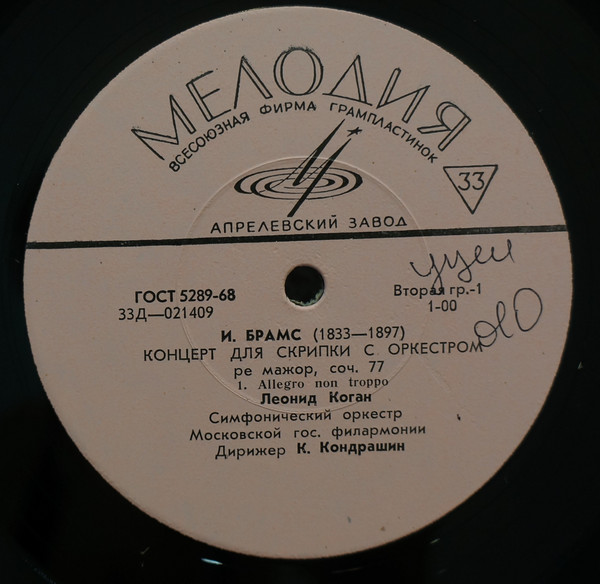 МЕЛОДИЯ
ВСЕСОЮЗНАЯ ФИРМА ГРАМПЛАСТИНОК
33
АПРЕЛЕВСКИЙ ЗАВОД
ГОСТ 5289-68
33Д—021409
Вторая гр.-1
1-00
И. БРАМС (1833—1897)
КОНЦЕРТ ДЛЯ СКРИПКИ С ОРКЕСТРОМ
ре мажор, соч. 77
1. Allegro non troppo
Леонид Коган
Симфонический оркестр
Московской гос. филармонии
Дирижер К. Кондрашин